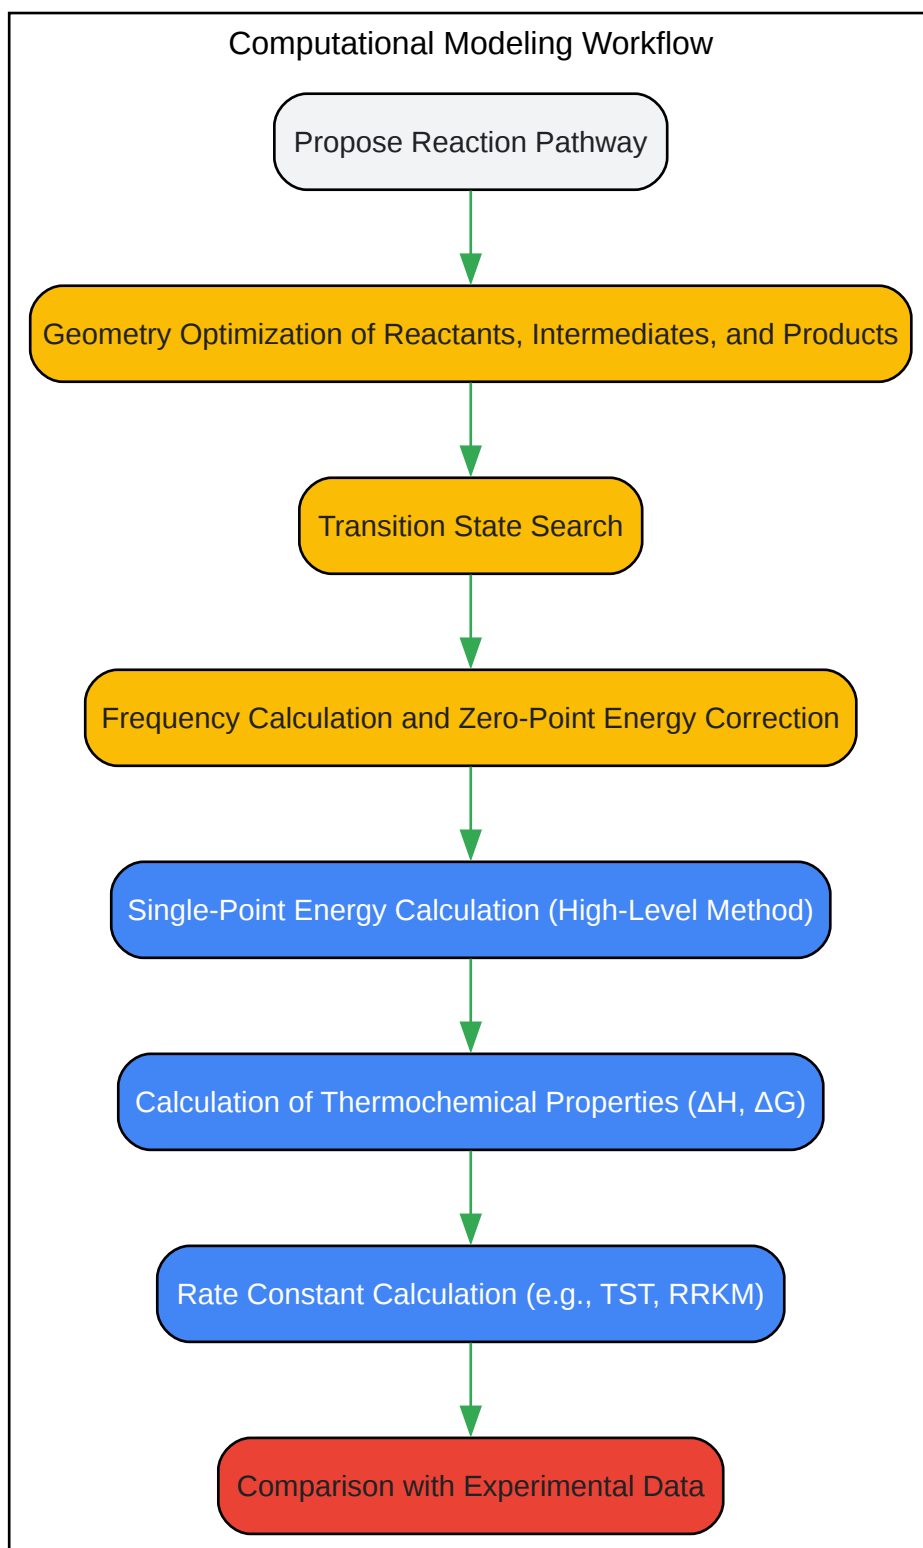 Computational Modeling Workflow
Propose Reaction Pathway
Geometry Optimization of Reactants, Intermediates, and Products
Transition State Search
Frequency Calculation and Zero-Point Energy Correction
Single-Point Energy Calculation (High-Level Method)
Calculation of Thermochemical Properties (ΔH, ΔG)
Rate Constant Calculation (e.g., TST, RRKM)
Comparison with Experimental Data